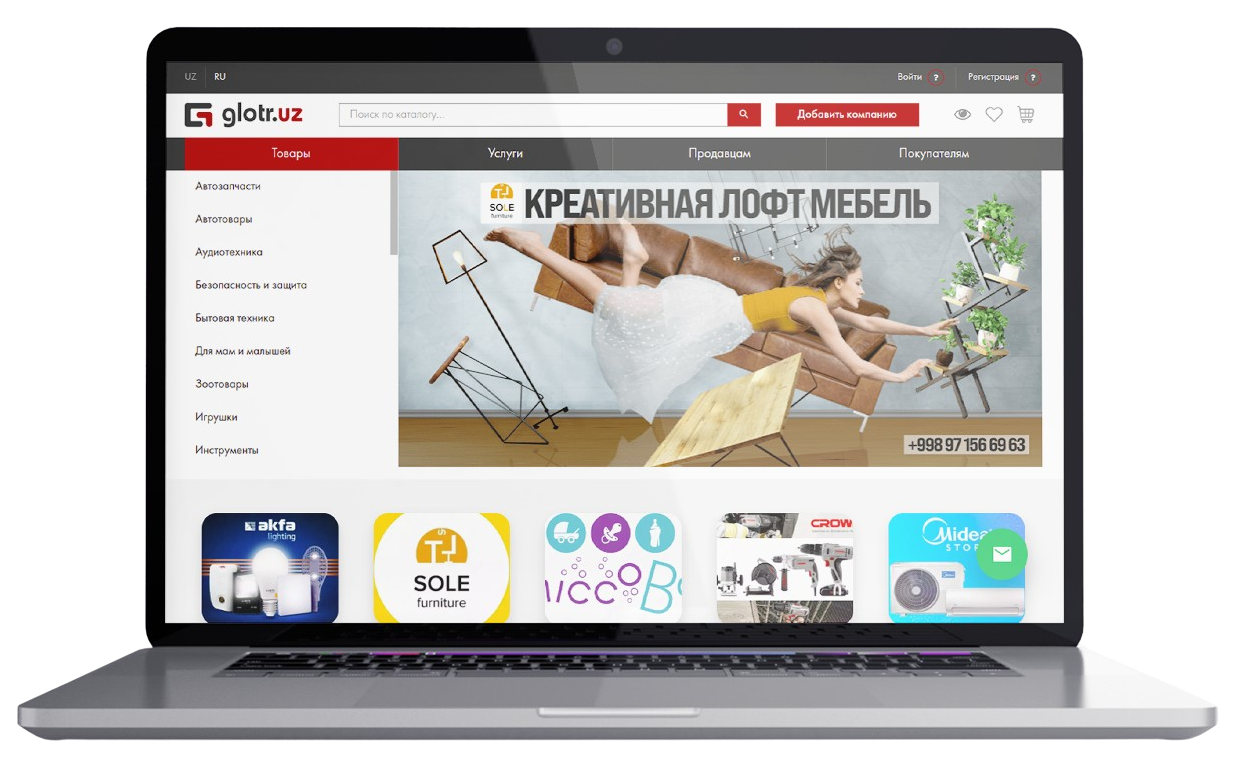 UZ RU Войти ? Регистрация ?
glotr.uz Поиск по каталогу... Добавить компанию
Товары Услуги Продавцам Покупателям
Автозапчасти
Автотовары
Аудиотехника
Безопасность и защита
Бытовая техника
Для мам и малышей
Зоотовары
Игрушки
Инструменты
SOLE
furniture
КРЕАТИВНАЯ ЛОФТ МЕБЕЛЬ
+998 97 156 69 63
akfa
lighting
SOLE
furniture
CROW
Midea